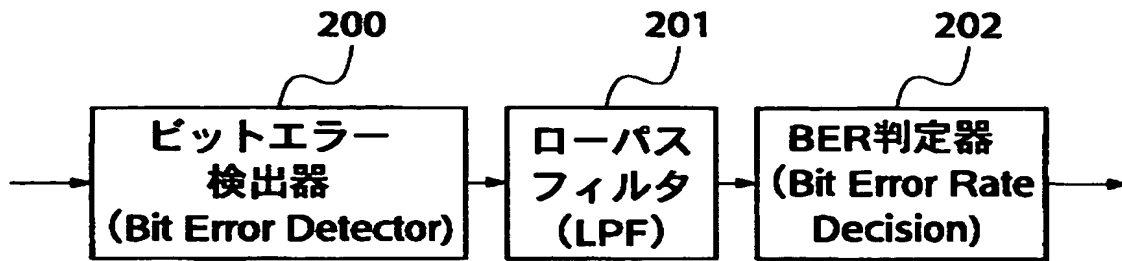 200
201
202
ビットエラー
検出器
(Bit Error Detector)
ローパス
フィルタ
(LPF)
BER判定器
(Bit Error Rate
Decision)